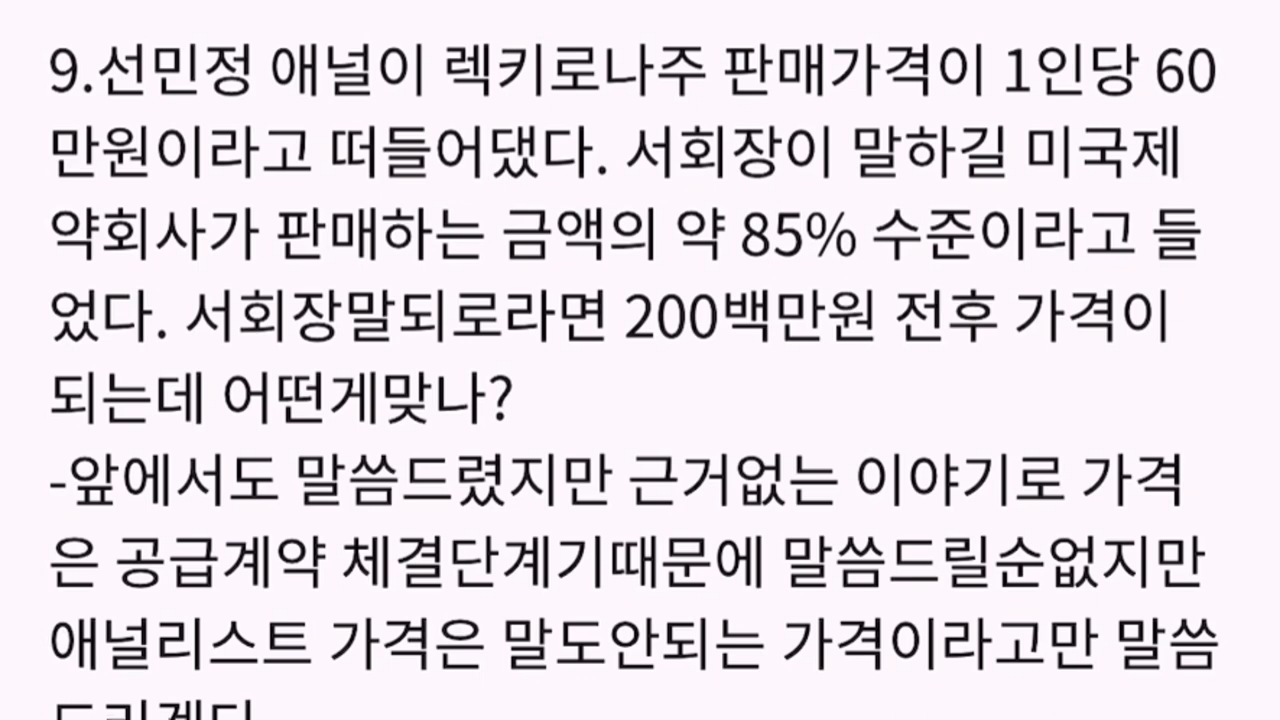 9.선민정 애널이 렉키로나주 판매가격이 1인당 60
만원이라고 떠들어댔다. 서회장이 말하길 미국제
약회사가 판매하는 금액의 약 85% 수준이라고 들
었다. 서회장말되로라면 200백만원 전후 가격이
되는데 어떤게맞나?
-앞에서도 말씀드렸지만 근거없는 이야기로 가격
은 공급계약 체결단계기때문에 말씀드릴순없지만
애널리스트 가격은 말도안되는 가격이라고만 말씀